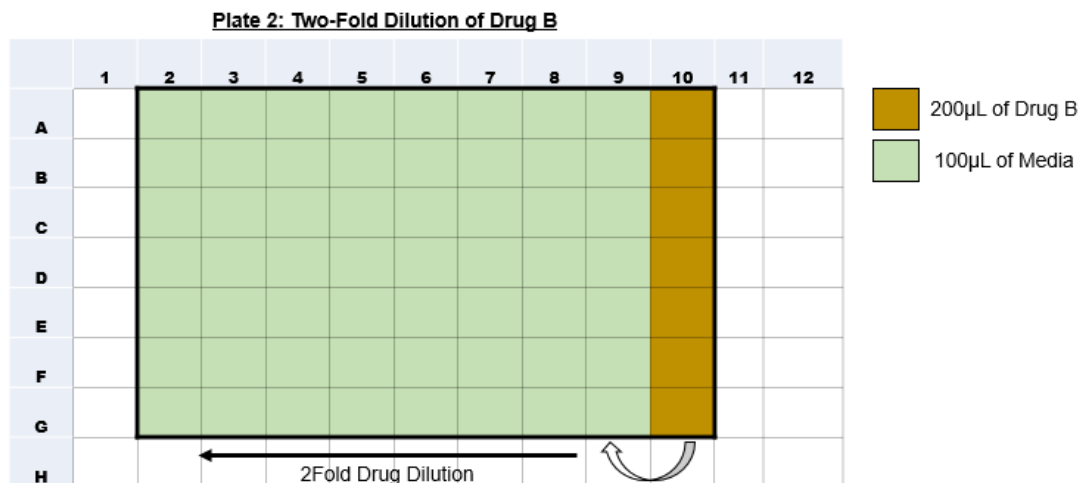 Plate 2: Two-Fold Dilution of Drug B
1 2 3 4 5 6 7 8 9 10 11 12
A
200µL of Drug B
B
100µL of Media
C
D
E
F
G
H
2Fold Drug Dilution